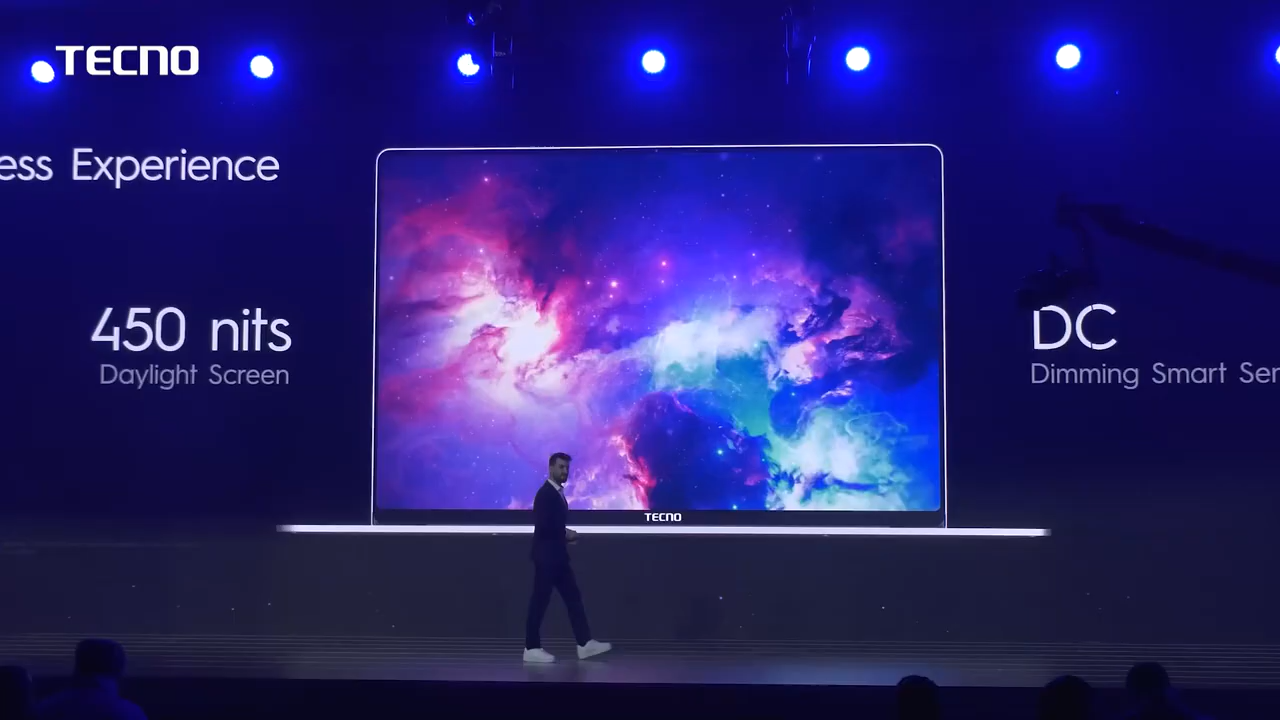 TECNO
ess Experience
450 nits
Daylight Screen
DC
Dimming Smart Ser
TECNO